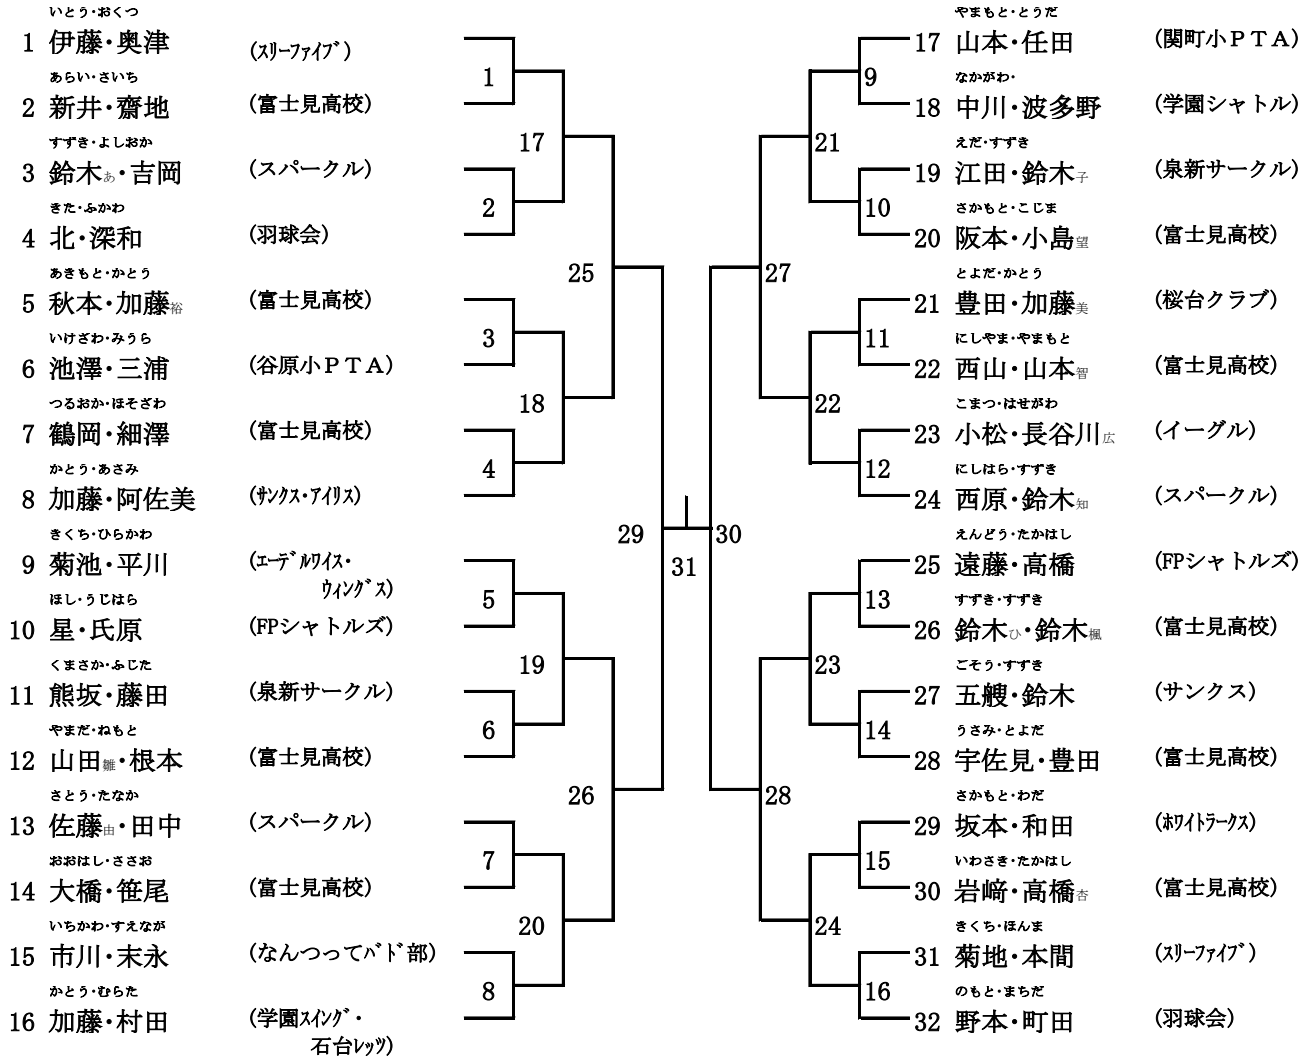 いとう・おくつ
1 伊藤・奥津 (ｽﾘｰﾌｧｲﾌﾞ)
あらい・さいち
2 新井・齋地 (富士見高校)
すずき・よしおか
3 鈴木あ・吉岡 (スパークル)
きた・ふかわ
4 北・深和 (羽球会)
あきもと・かとう
5 秋本・加藤裕 (富士見高校)
いけざわ・みうら
6 池澤・三浦 (谷原小ＰＴＡ)
つるおか・ほそざわ
7 鶴岡・細澤 (富士見高校)
かとう・あさみ
8 加藤・阿佐美 (ｻﾝｸｽ・ｱｲﾘｽ)
きくち・ひらかわ
9 菊池・平川 (ｴｰﾃﾞﾙﾜｲｽ・
ｳｨﾝｸﾞｽ)
ほし・うじはら
10 星・氏原 (FPシャトルズ)
くまさか・ふじた
11 熊坂・藤田 (泉新サークル)
やまだ・ねもと
12 山田雛・根本 (富士見高校)
さとう・たなか
13 佐藤由・田中 (スパークル)
おおはし・ささお
14 大橋・笹尾 (富士見高校)
いちかわ・すえなが
15 市川・末永 (なんつってﾊﾞﾄﾞ部)
かとう・むらた
16 加藤・村田 (学園ｽｲﾝｸﾞ・
石台ﾚｯﾂ)
1
2
3
4
5
6
7
8
17
18
19
20
25
26
29
31
30
27
28
21
22
23
24
9
10
11
12
13
14
15
16
やまもと・とうだ
17 山本・任田 (関町小ＰＴＡ)
なかがわ・
18 中川・波多野 (学園シャトル)
えだ・すずき
19 江田・鈴木子 (泉新サークル)
さかもと・こじま
20 阪本・小島望 (富士見高校)
とよだ・かとう
21 豊田・加藤美 (桜台クラブ)
にしやま・やまもと
22 西山・山本智 (富士見高校)
こまつ・はせがわ
23 小松・長谷川広 (イーグル)
にしはら・すずき
24 西原・鈴木知 (スパークル)
えんどう・たかはし
25 遠藤・高橋 (FPシャトルズ)
すずき・すずき
26 鈴木ひ・鈴木楓 (富士見高校)
ごそう・すずき
27 五艘・鈴木 (サンクス)
うさみ・とよだ
28 宇佐見・豊田 (富士見高校)
さかもと・わだ
29 坂本・和田 (ﾎﾜｲﾄﾗｰｸｽ)
いわさき・たかはし
30 岩﨑・高橋杏 (富士見高校)
きくち・ほんま
31 菊地・本間 (ｽﾘｰﾌｧｲﾌﾞ)
のもと・まちだ
32 野本・町田 (羽球会)